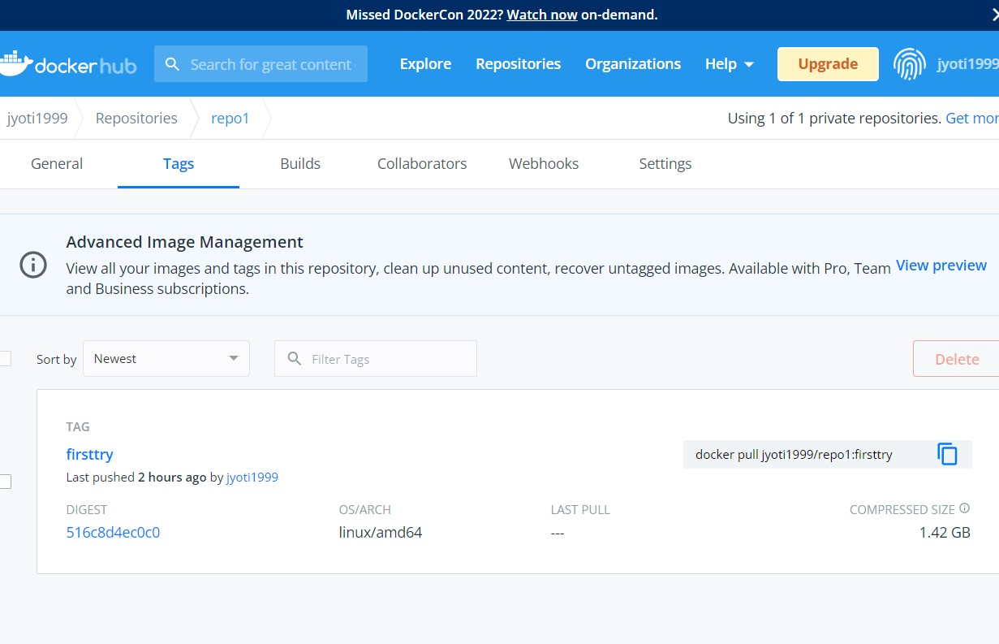 Missed DockerCon 2022? Watch now on-demand.
dockerhub
Search for great content
Explore
Repositories
Organizations
Help
Upgrade
jyoti1999
jyoti1999
Repositories
repo1
Using 1 of 1 private repositories. Get mor
General
Tags
Builds
Collaborators
Webhooks
Settings
Advanced Image Management
View all your images and tags in this repository, clean up unused content, recover untagged images. Available with Pro, Team
and Business subscriptions.
View preview
Sort by
Newest
Filter Tags
Delete
TAG
firsttry
docker pull jyoti1999/repo1:firsttry
Last pushed 2 hours ago by jyoti1999
DIGEST
OS/ARCH
LAST PULL
COMPRESSED SIZE
516c8d4ec0c0
linux/amd64
---
1.42 GB